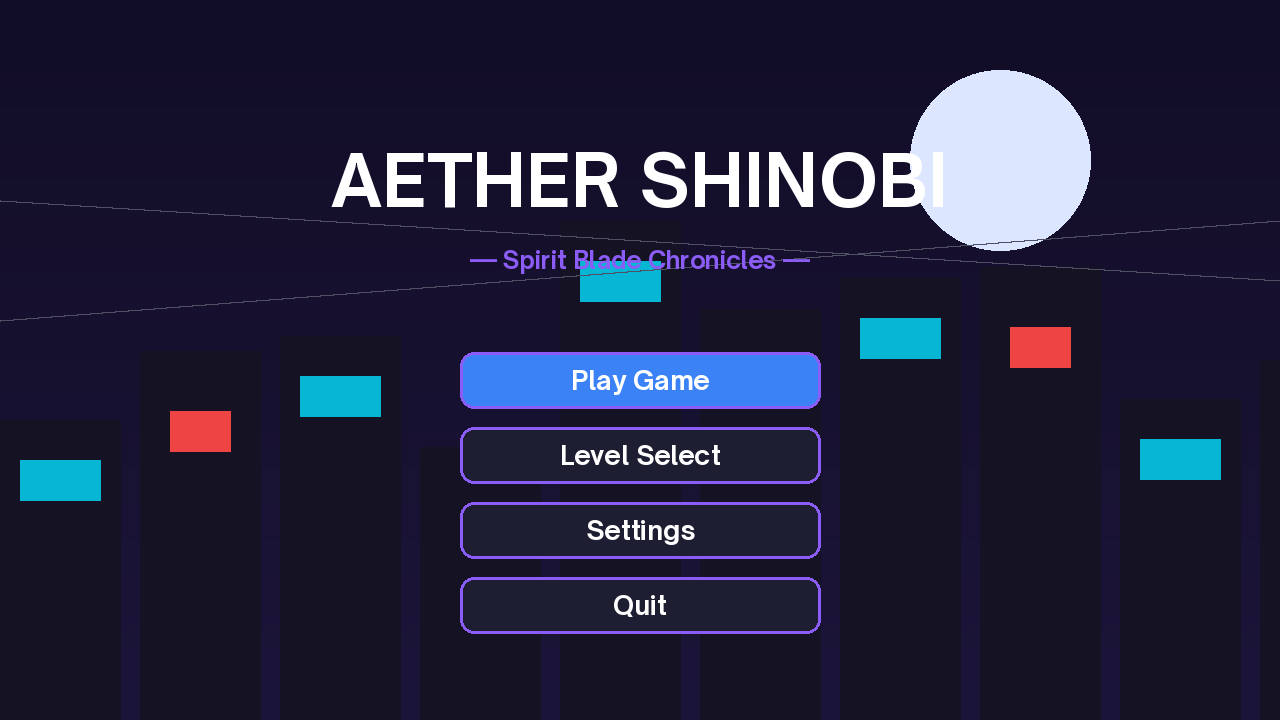 AETHER SHINOBI
— Spirit Blade Chronicles —
Play Game
Level Select
Settings
Quit